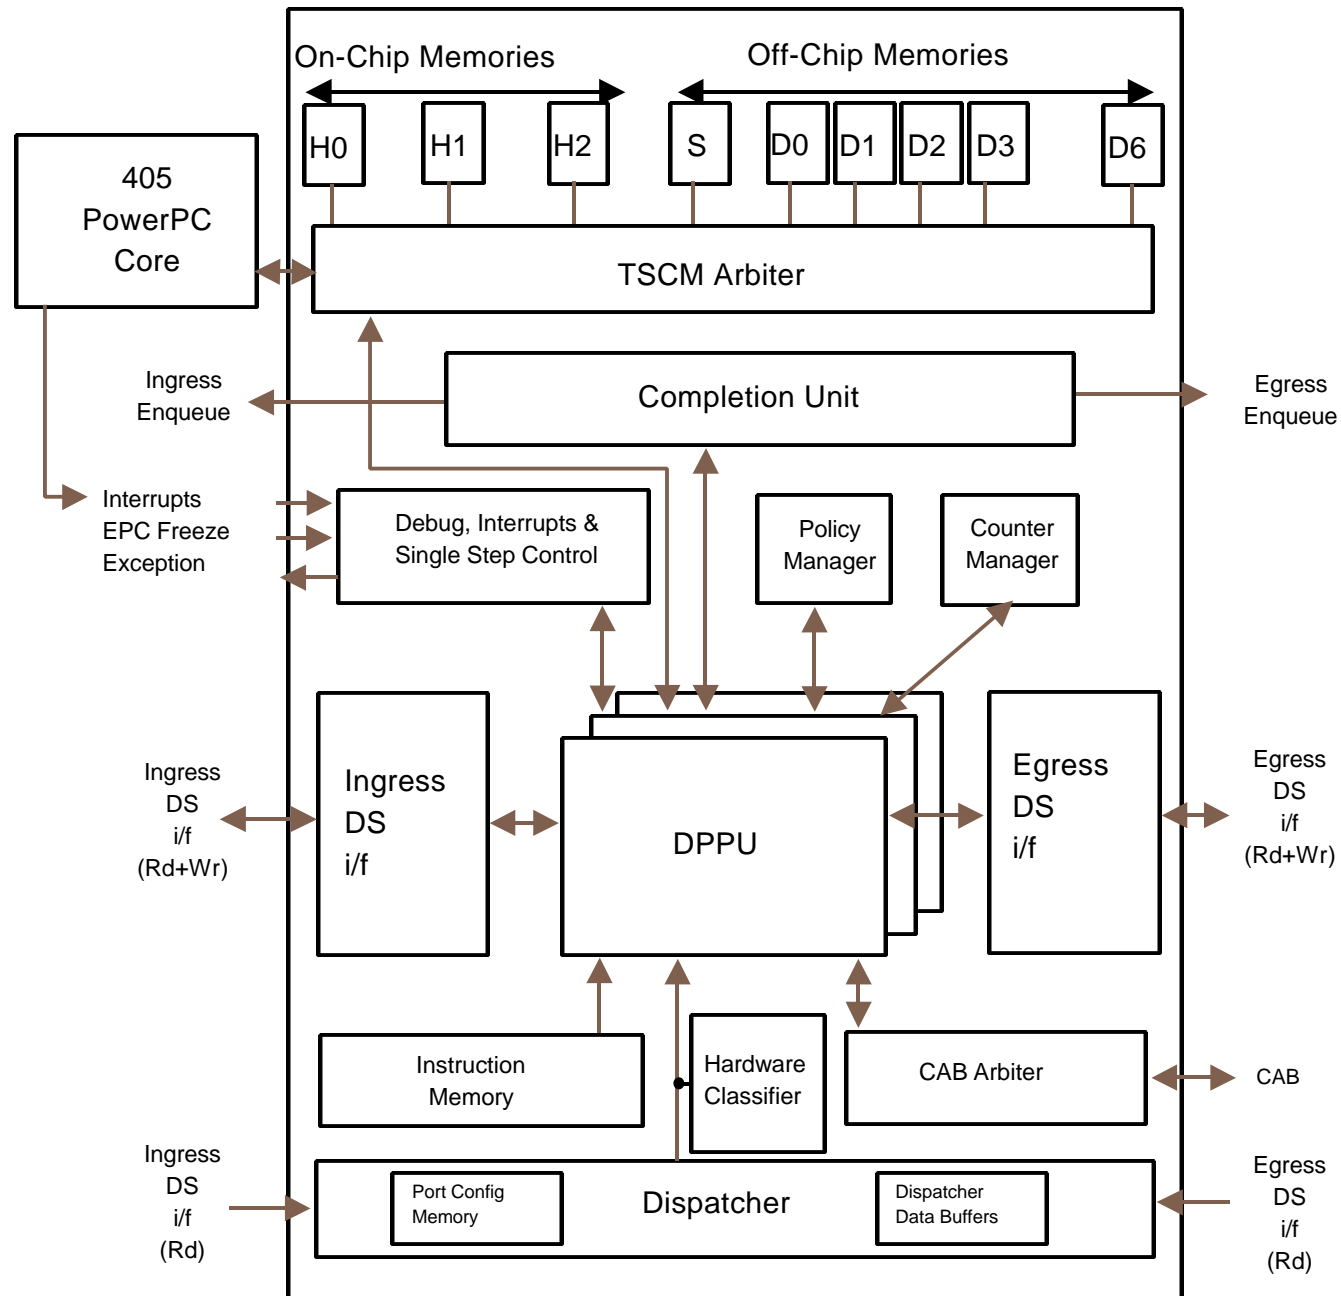 On-Chip Memories
Off-Chip Memories
H0
H1
H2
S
D0
D1
D2
D3
D6
405
PowerPC
Core
TSCM Arbiter
Ingress
Enqueue
Completion Unit
Egress
Enqueue
Interrupts
EPC Freeze
Exception
Debug, Interrupts &
Single Step Control
Policy
Manager
Counter
Manager
Ingress
DS
i/f
(Rd+Wr)
Ingress
DS
i/f
DPPU
Egress
DS
i/f
Egress
DS
i/f
(Rd+Wr)
Instruction
Memory
Hardware
Classifier
CAB Arbiter
CAB
Ingress
DS
i/f
(Rd)
Port Config
Memory
Dispatcher
Dispatcher
Data Buffers
Egress
DS
i/f
(Rd)